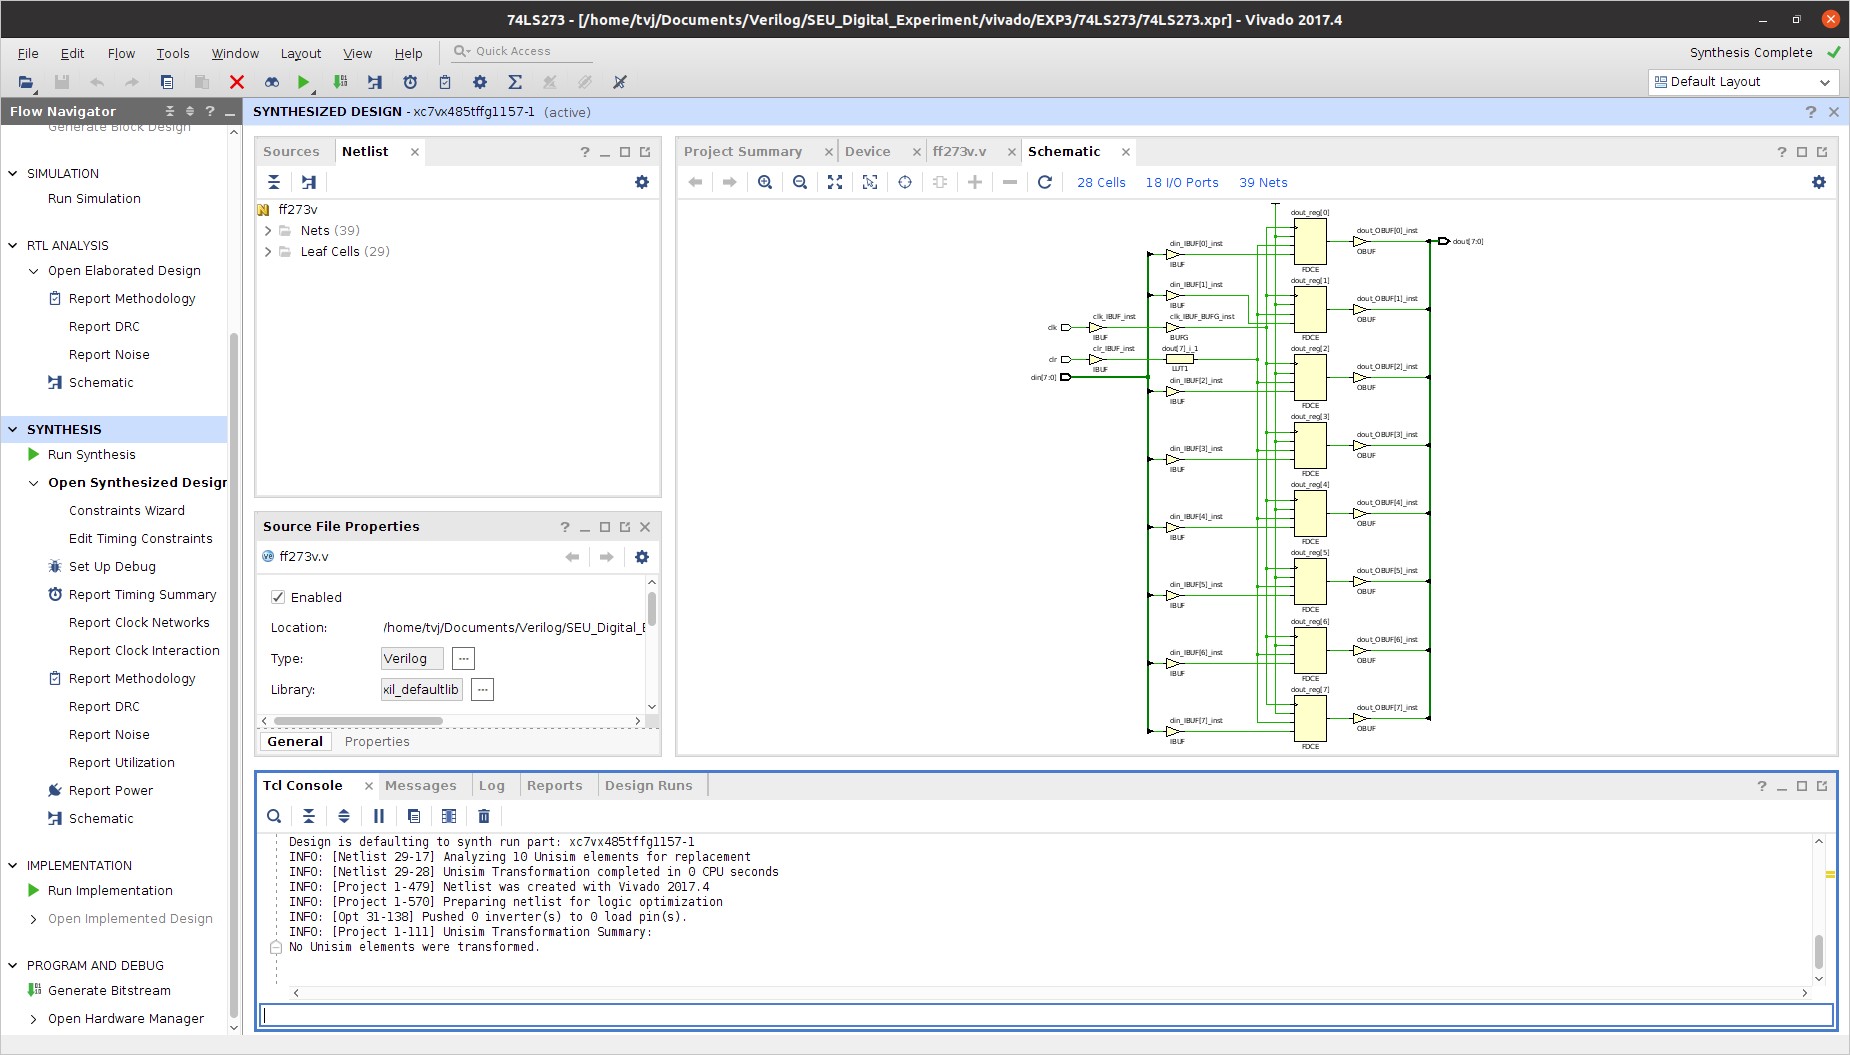 74LS273 - [/home/tvj/Documents/Verilog/SEU_Digital_Experiment/vivado/EXP3/74LS273/74LS273.xpr] - Vivado 2017.4
File Edit Flow Tools Window Layout View Help Quick Access
Synthesis Complete
Default Layout
Flow Navigator
Generate Block Design
SIMULATION
Run Simulation
RTL ANALYSIS
Open Elaborated Design
Report Methodology
Report DRC
Report Noise
Schematic
SYNTHESIS
Run Synthesis
Open Synthesized Design
Constraints Wizard
Edit Timing Constraints
Set Up Debug
Report Timing Summary
Report Clock Networks
Report Clock Interaction
Report Methodology
Report DRC
Report Noise
Report Utilization
Report Power
Schematic
IMPLEMENTATION
Run Implementation
Open Implemented Design
PROGRAM AND DEBUG
Generate Bitstream
Open Hardware Manager
SYNTHESIZED DESIGN - xc7vx485tffg1157-1 (active)
Sources Netlist
ff273v
Nets (39)
Leaf Cells (29)
Source File Properties
ff273v.v
Enabled
Location: /home/tvj/Documents/Verilog/SEU_Digital_E
Type: Verilog
Library: xil_defaultlib
General Properties
Project Summary Device ff273v.v Schematic
28 Cells 18 I/O Ports 39 Nets
dout_reg[0]
dout_OBUF[0]_inst
dout[7:0]
din_IBUF[0]_inst
OBUF
IBUF
FDCE
dout_reg[1]
din_IBUF[1]_inst
dout_OBUF[1]_inst
IBUF
clk_IBUF_inst
clk_IBUF_BUFG_inst
OBUF
clk
IBUF
BUFG
FDCE
clr_IBUF_inst
dout[7]_i_1
dout_reg[2]
clr
IBUF
LUT1
dout_OBUF[2]_inst
din[7:0]
din_IBUF[2]_inst
OBUF
IBUF
FDCE
dout_reg[3]
dout_OBUF[3]_inst
din_IBUF[3]_inst
OBUF
IBUF
FDCE
dout_reg[4]
dout_OBUF[4]_inst
din_IBUF[4]_inst
OBUF
IBUF
FDCE
dout_reg[5]
dout_OBUF[5]_inst
din_IBUF[5]_inst
OBUF
IBUF
FDCE
dout_reg[6]
dout_OBUF[6]_inst
din_IBUF[6]_inst
OBUF
IBUF
FDCE
dout_reg[7]
dout_OBUF[7]_inst
din_IBUF[7]_inst
OBUF
IBUF
FDCE
Tcl Console Messages Log Reports Design Runs
Design is defaulting to synth run part: xc7vx485tffg1157-1
INFO: [Netlist 29-17] Analyzing 10 Unisim elements for replacement
INFO: [Netlist 29-28] Unisim Transformation completed in 0 CPU seconds
INFO: [Project 1-479] Netlist was created with Vivado 2017.4
INFO: [Project 1-570] Preparing netlist for logic optimization
INFO: [Opt 31-138] Pushed 0 inverter(s) to 0 load pin(s).
INFO: [Project 1-111] Unisim Transformation Summary:
No Unisim elements were transformed.